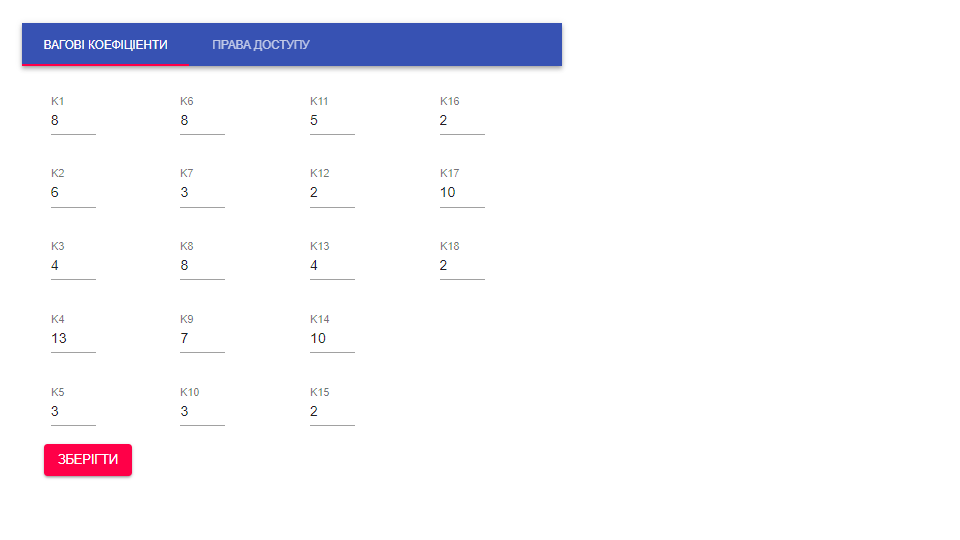 ВАГОВІ КОЕФІЦІЕНТИ ПРАВА ДОСТУПУ
K1 K6 K11 K16
8 8 5 2
K2 K7 K12 K17
6 3 2 10
K3 K8 K13 K18
4 8 4 2
K4 K9 K14
13 7 10
K5 K10 K15
3 3 2
ЗБЕРІГТИ